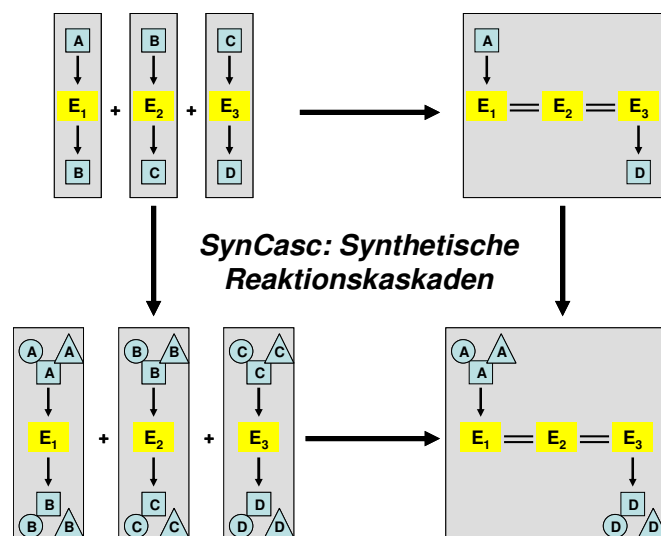 A B C A
E1 + E2 + E3 E1 E2 E3
B C D D
SynCasc: Synthetische
Reaktionskaskaden
A A B B C C A A
A B C A
E1 + E2 + E3 E1 E2 E3
B C D D
B B C C D D D D